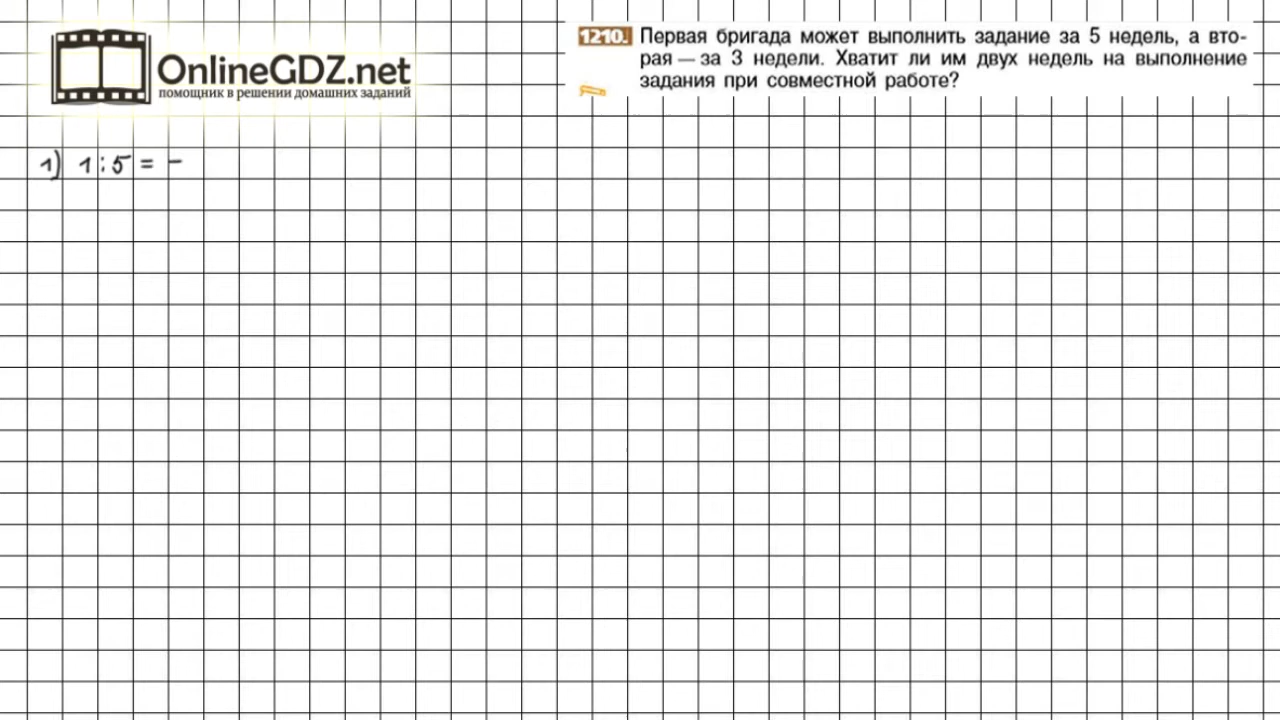 OnlineGDZ.net
помощник в решении домашних заданий
1210. Первая бригада может выполнить задание за 5 недель, а вто-
рая — за 3 недели. Хватит ли им двух недель на выполнение
задания при совместной работе?
1) 1 : 5 = -